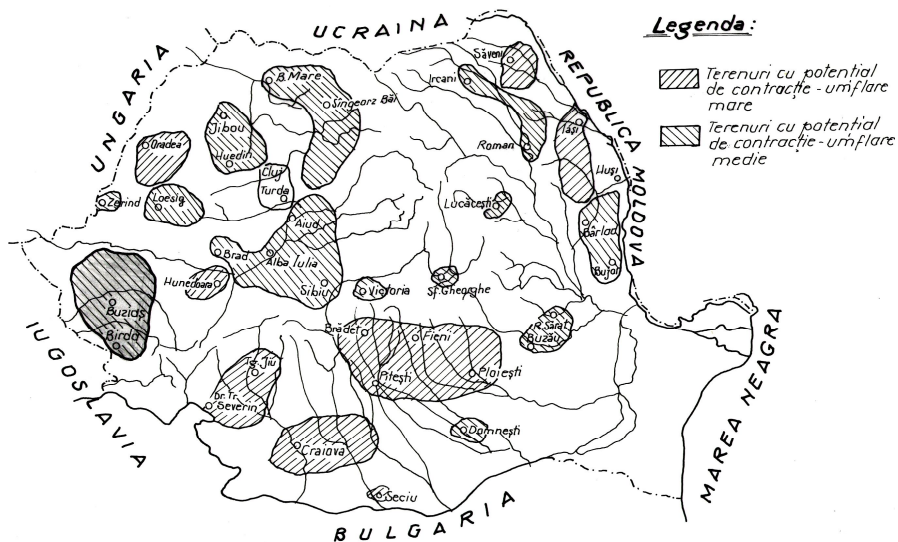 UCRAINA
UNGARIA
REPUBLICA MOLDOVA
IUGOSLAVIA
BULGARIA
MAREA NEAGRA
Legenda:
Terenuri cu potential
de contracție-umflare
mare
Terenuri cu potential
de contracție-umflare
medie
Săveni
B. Mare
Ircani
Singeorz Băi
Jibou
Iași
Oradea
Roman
Huedin
Cluj
Huși
Turda
Zerind
Lucăcești
Aiud
Bârlad
Brad
Alba Iulia
Bujor
Hunedoara
Sibiu
Victoria
Sf. Gheorghe
Buziaș
Birda
Brădet
Fieni
R. Sărat
Buzău
Tg. Jiu
Pitești
Ploiești
Dr. Tr.
Severin
Domnești
Craiova
Seciu